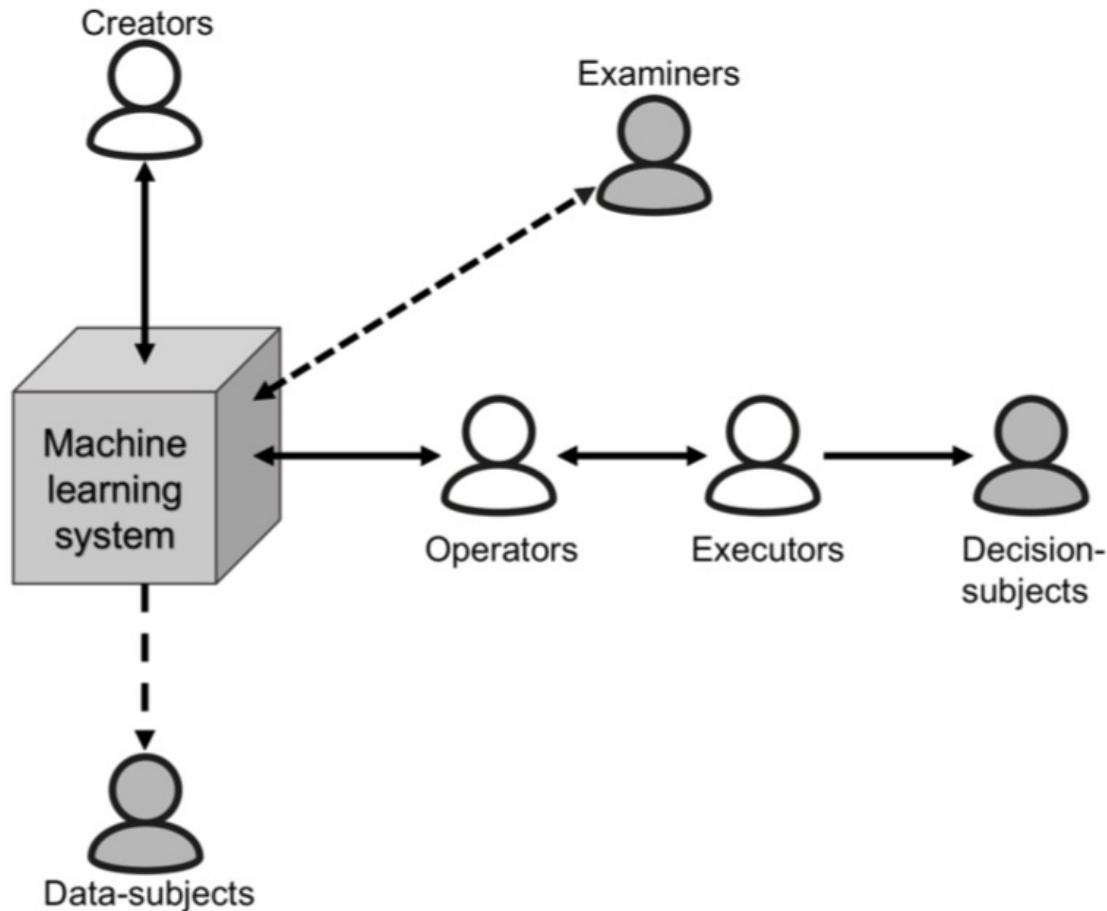 Creators
Examiners
Machine
learning
system
Operators
Executors
Decision-
subjects
Data-subjects